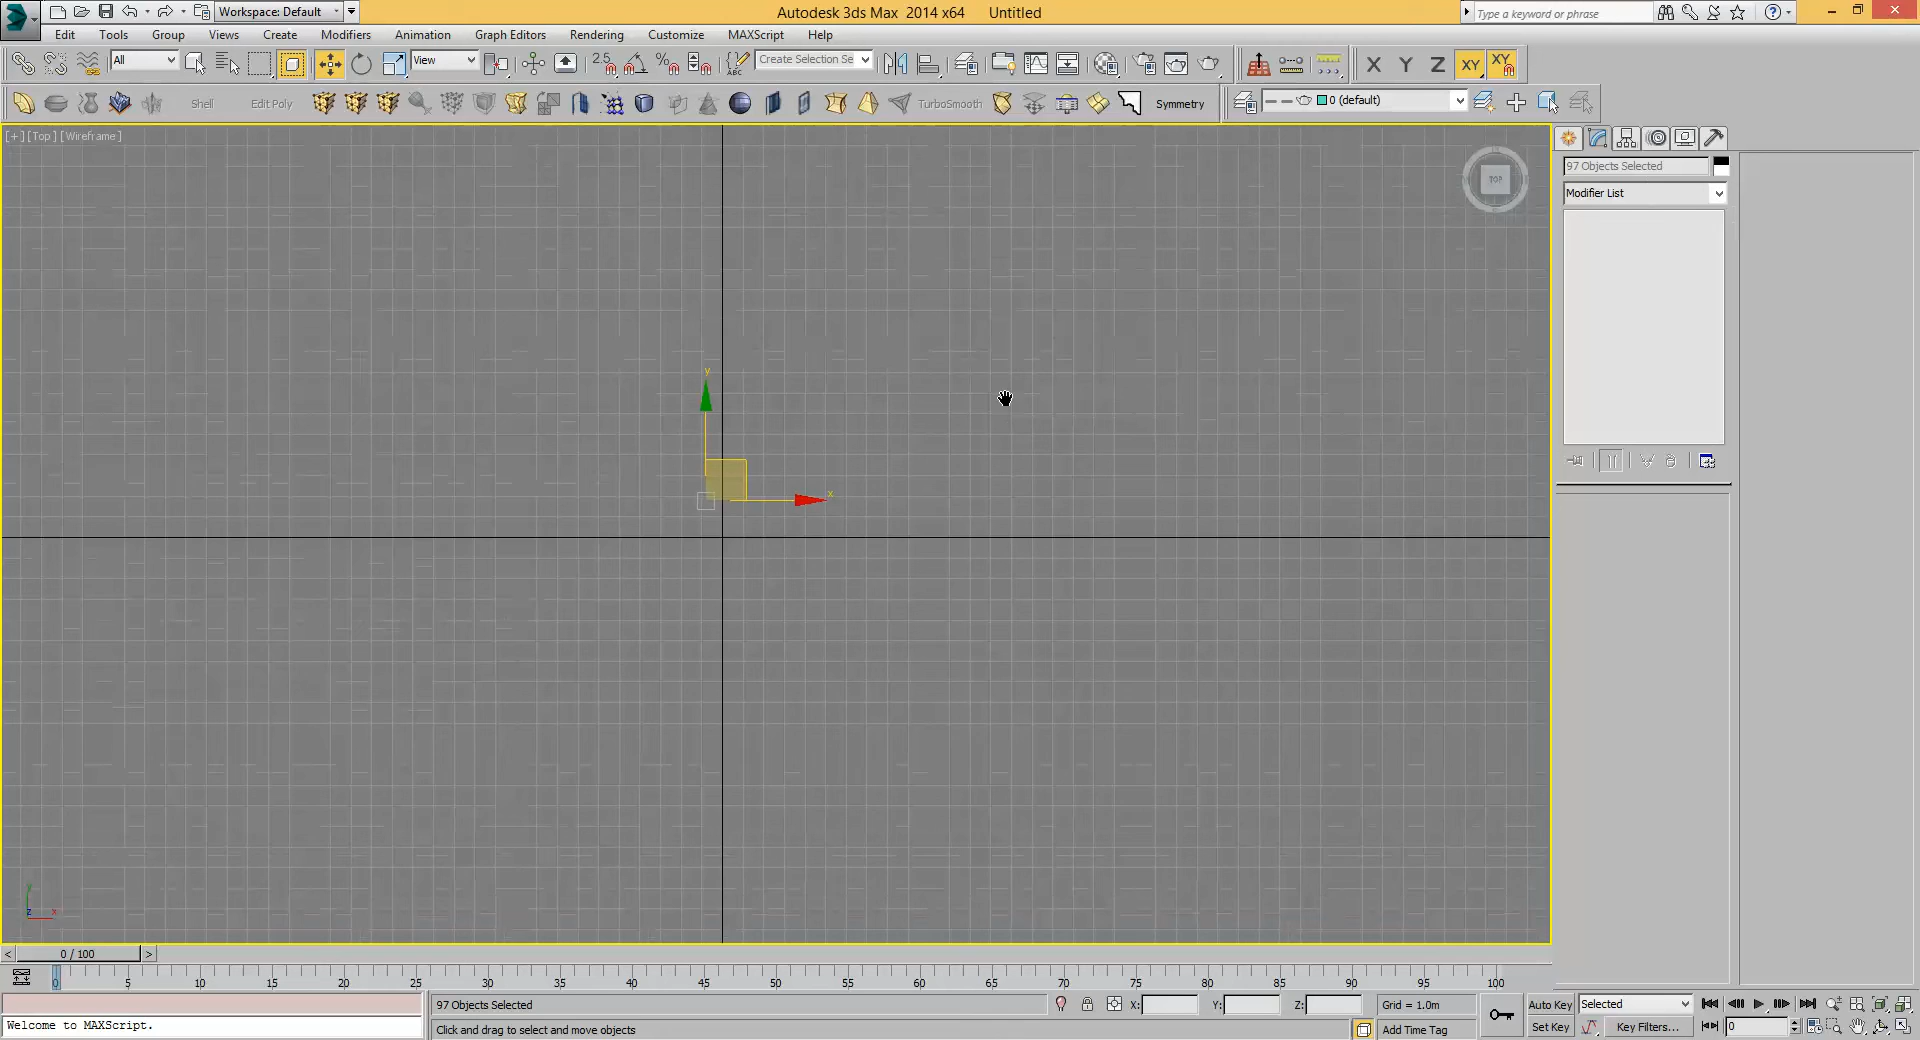 Workspace: Default
Autodesk 3ds Max 2014 x64 Untitled
Type a keyword or phrase
Edit Tools Group Views Create Modifiers Animation Graph Editors Rendering Customize MAXScript Help
All View 2.5 % ABC Create Selection Se X Y Z XY XY
Shell Edit Poly TurboSmooth Symmetry 0 (default)
[+] [Top] [Wireframe]
97 Objects Selected
TOP
Modifier List
y
x
y
z x
< 0 / 100 >
0 5 10 15 20 25 30 35 40 45 50 55 60 65 70 75 80 85 90 95 100
97 Objects Selected X: Y: Z: Grid = 1.0m Auto Key Selected
Welcome to MAXScript. Click and drag to select and move objects Add Time Tag Set Key Key Filters... 0